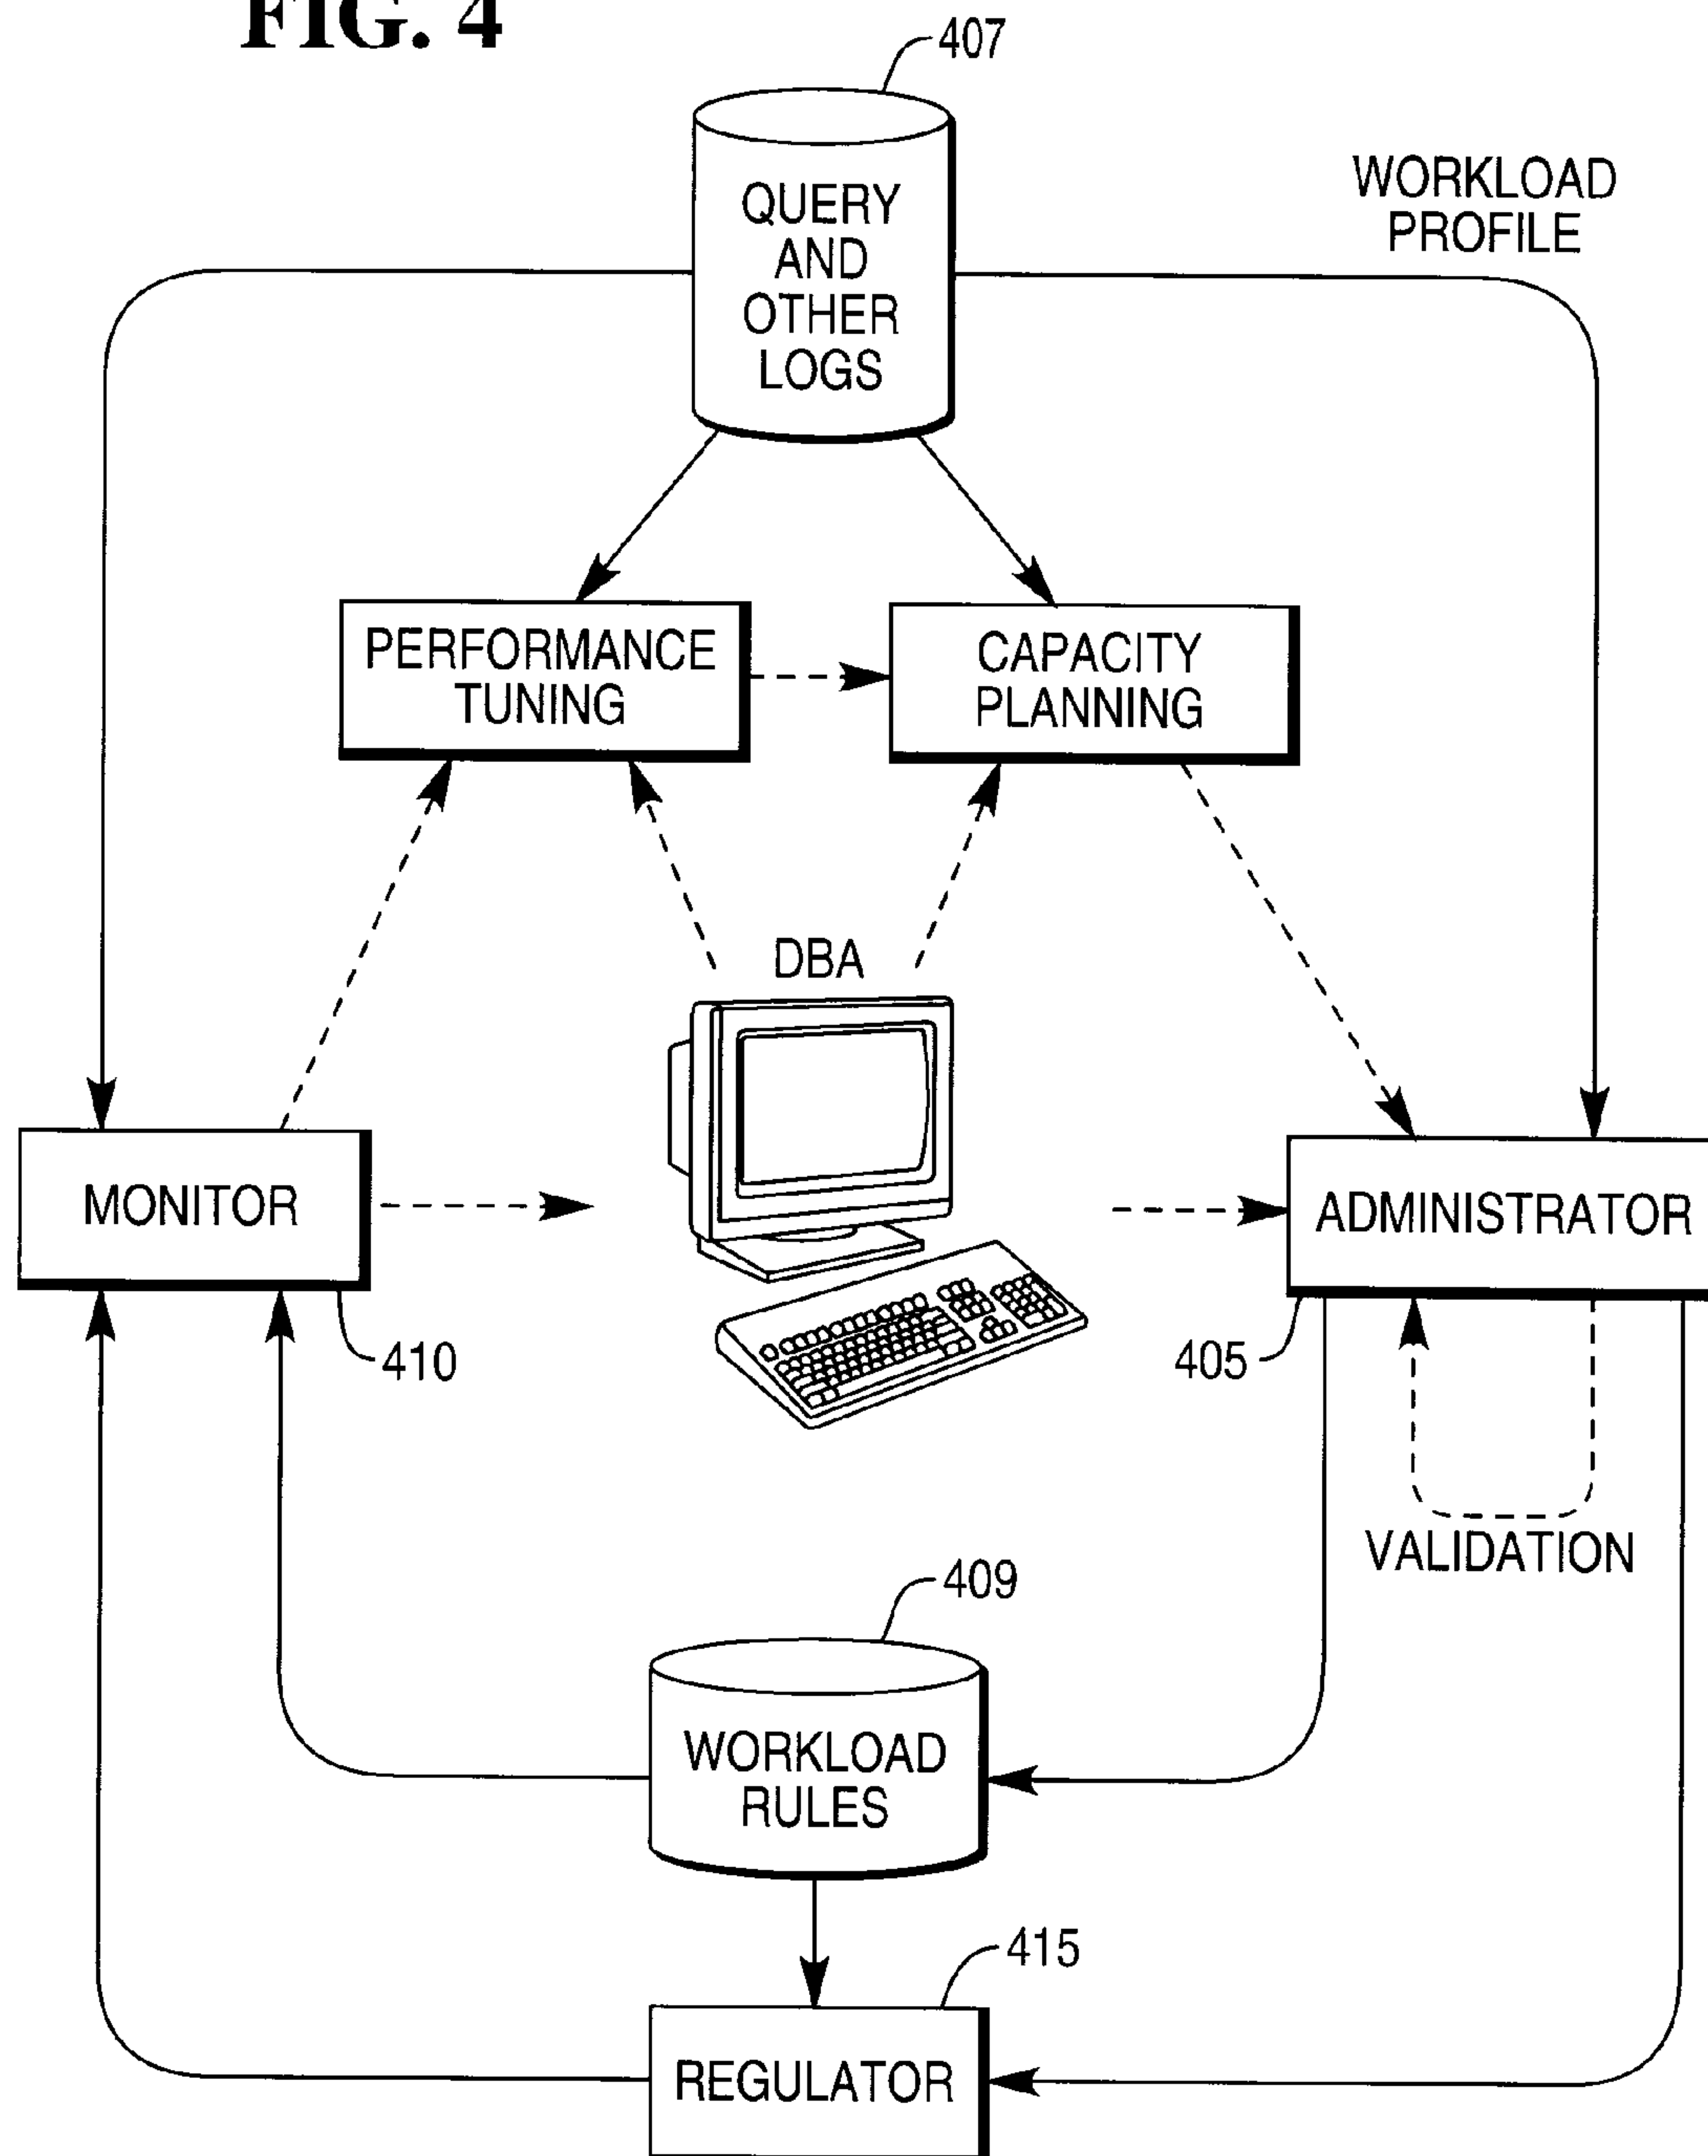 FIG. 4
407
QUERY
AND
OTHER
LOGS
WORKLOAD
PROFILE
PERFORMANCE
TUNING
CAPACITY
PLANNING
DBA
MONITOR
ADMINISTRATOR
410
405
VALIDATION
409
WORKLOAD
RULES
415
REGULATOR